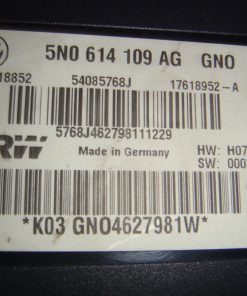 5N0 614 109 AG GNO
18852 54085768J 17618952-A
5768J462798111229
RW Made in Germany HW: H07
SW: 000
*K03 GNO4627981W*